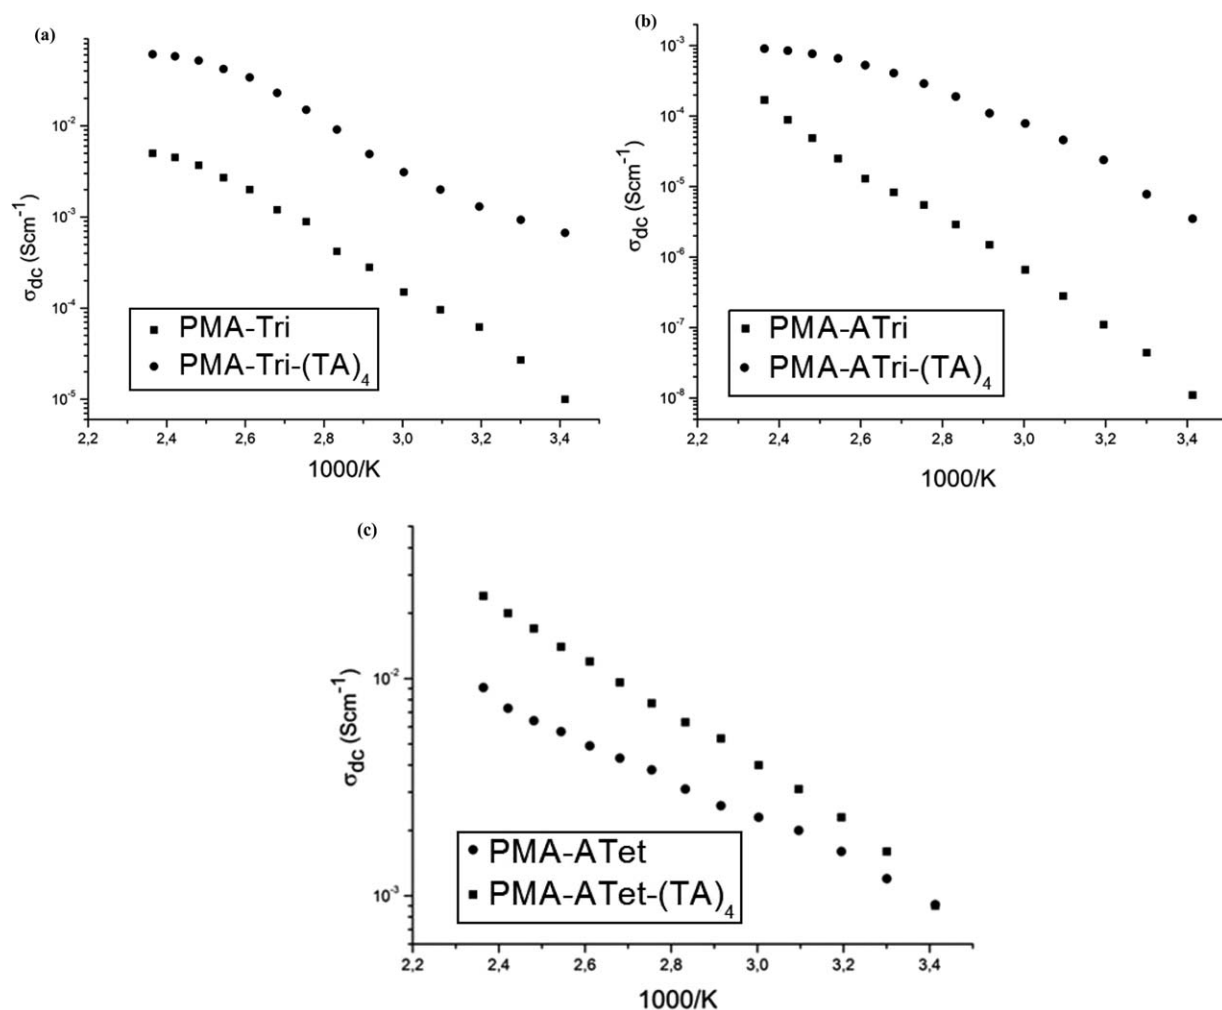 (a)
10⁻²
10⁻³
10⁻⁴
10⁻⁵
σdc (Scm⁻¹)
PMA-Tri
PMA-Tri-(TA)₄
2,2 2,4 2,6 2,8 3,0 3,2 3,4
1000/K
(b)
10⁻³
10⁻⁴
10⁻⁵
10⁻⁶
10⁻⁷
10⁻⁸
σdc (Scm⁻¹)
PMA-ATri
PMA-ATri-(TA)₄
2,2 2,4 2,6 2,8 3,0 3,2 3,4
1000/K
(c)
10⁻²
10⁻³
σdc (Scm⁻¹)
PMA-ATet
PMA-ATet-(TA)₄
2,2 2,4 2,6 2,8 3,0 3,2 3,4
1000/K